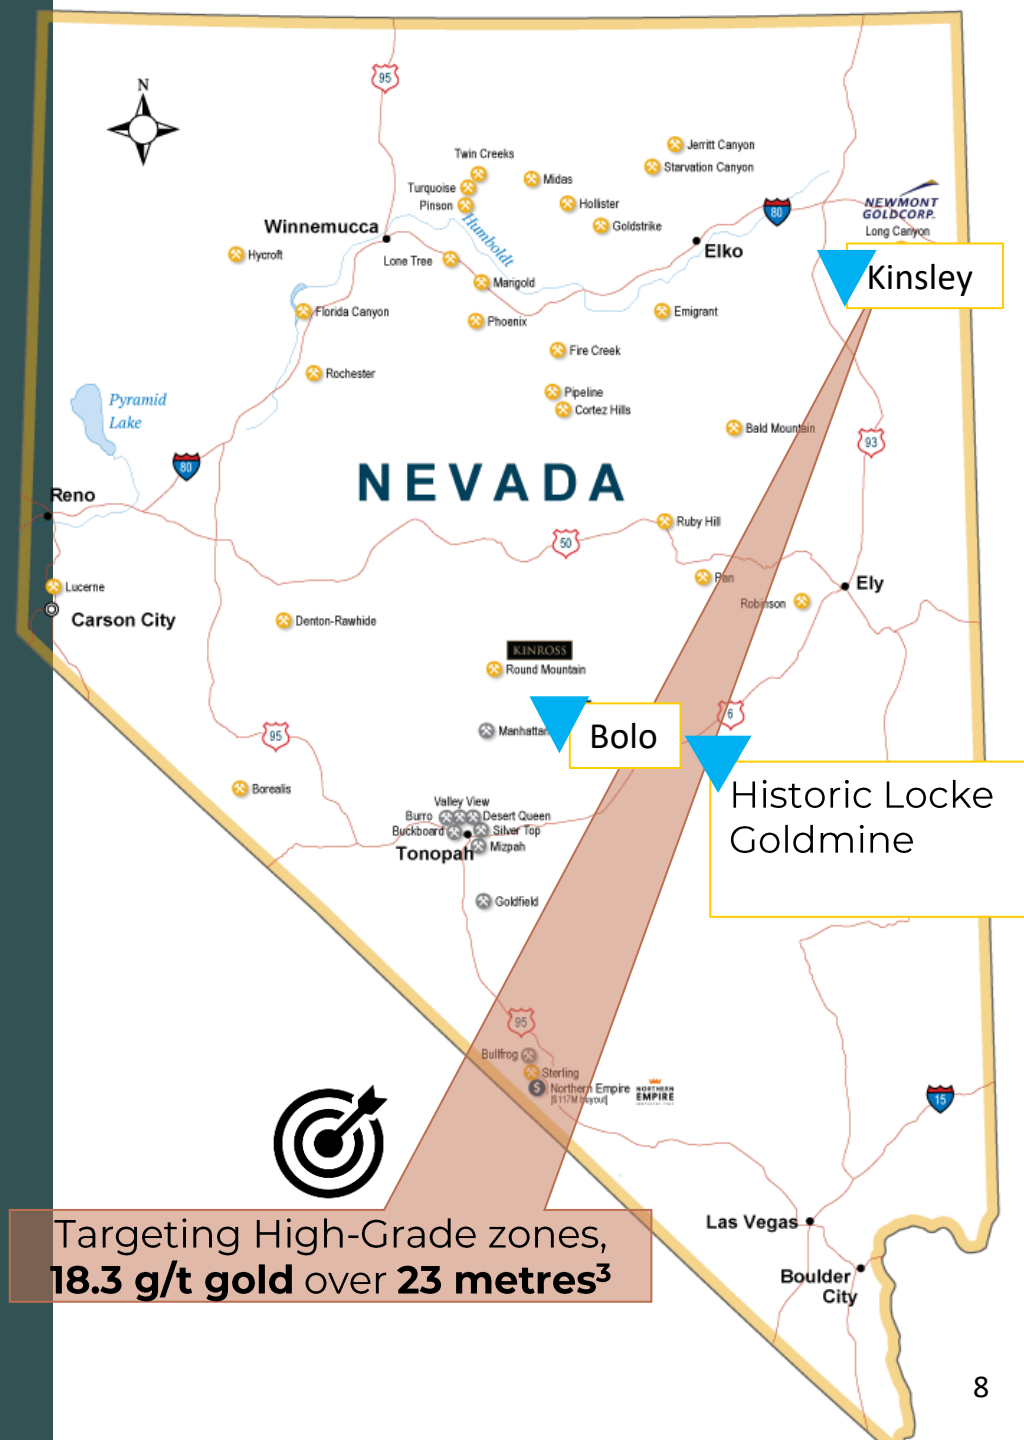 N
95
Jerritt Canyon
Twin Creeks
Starvation Canyon
Midas
Turquoise
Pinson
Hollister
80
NEWMONT
GOLDCORP.
Humboldt
Goldstrike
Long Canyon
Winnemucca
Elko
Hycroft
Lone Tree
Kinsley
Marigold
Florida Canyon
Emigrant
Phoenix
Fire Creek
Rochester
Pipeline
Pyramid
Lake
Cortez Hills
Bald Mountain
93
80
NEVADA
Reno
Ruby Hill
50
Pan
Ely
Lucerne
Robinson
Carson City
Denton-Rawhide
KINROSS
Round Mountain
6
Manhattan
95
Bolo
Borealis
Historic Locke
Goldmine
Valley View
Burro
Desert Queen
Buckboard
Silver Top
Mizpah
Tonopah
Goldfield
95
Bullfrog
Sterling
Northern Empire
[$117M buyout]
NORTHERN
EMPIRE
15
Las Vegas
Targeting High-Grade zones,
18.3 g/t gold over 23 metres³
Boulder
City
8